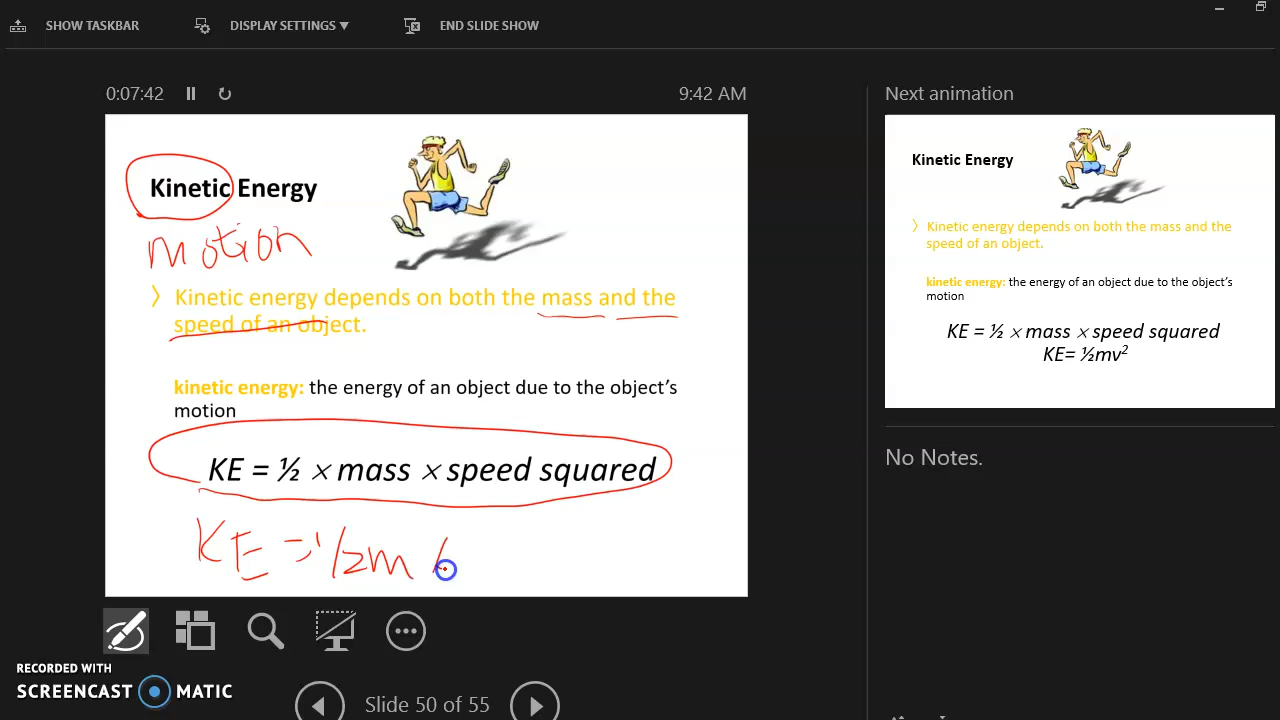 SHOW TASKBAR
DISPLAY SETTINGS ▼
END SLIDE SHOW
0:07:42
9:42 AM
Kinetic Energy
motion
〉 Kinetic energy depends on both the mass and the
speed of an object.
kinetic energy: the energy of an object due to the object's
motion
KE = ½ × mass × speed squared
KE = 1/2m (
Next animation
Kinetic Energy
〉 Kinetic energy depends on both the mass and the
speed of an object.
kinetic energy: the energy of an object due to the object's
motion
KE = ½ × mass × speed squared
KE= ½mv²
No Notes.
RECORDED WITH
SCREENCAST MATIC
Slide 50 of 55